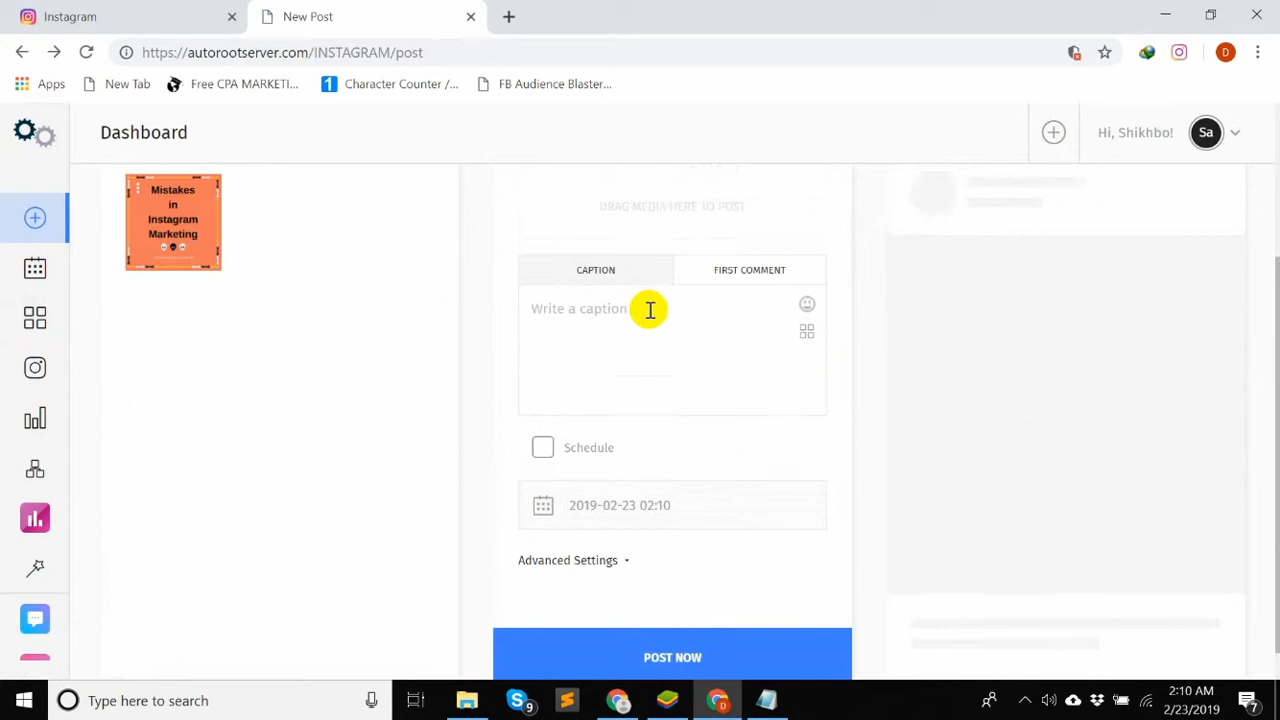 Instagram
New Post
https://autorootserver.com/INSTAGRAM/post
D
Apps
New Tab
Free CPA MARKETI...
1
Character Counter /...
FB Audience Blaster...
Dashboard
Hi, Shikhbo!
Sa
Mistakes
in
Instagram
Marketing
DRAG MEDIA HERE TO POST
CAPTION
FIRST COMMENT
Write a caption
Schedule
2019-02-23 02:10
Advanced Settings
POST NOW
Type here to search
9
D
2:10 AM
2/23/2019
7